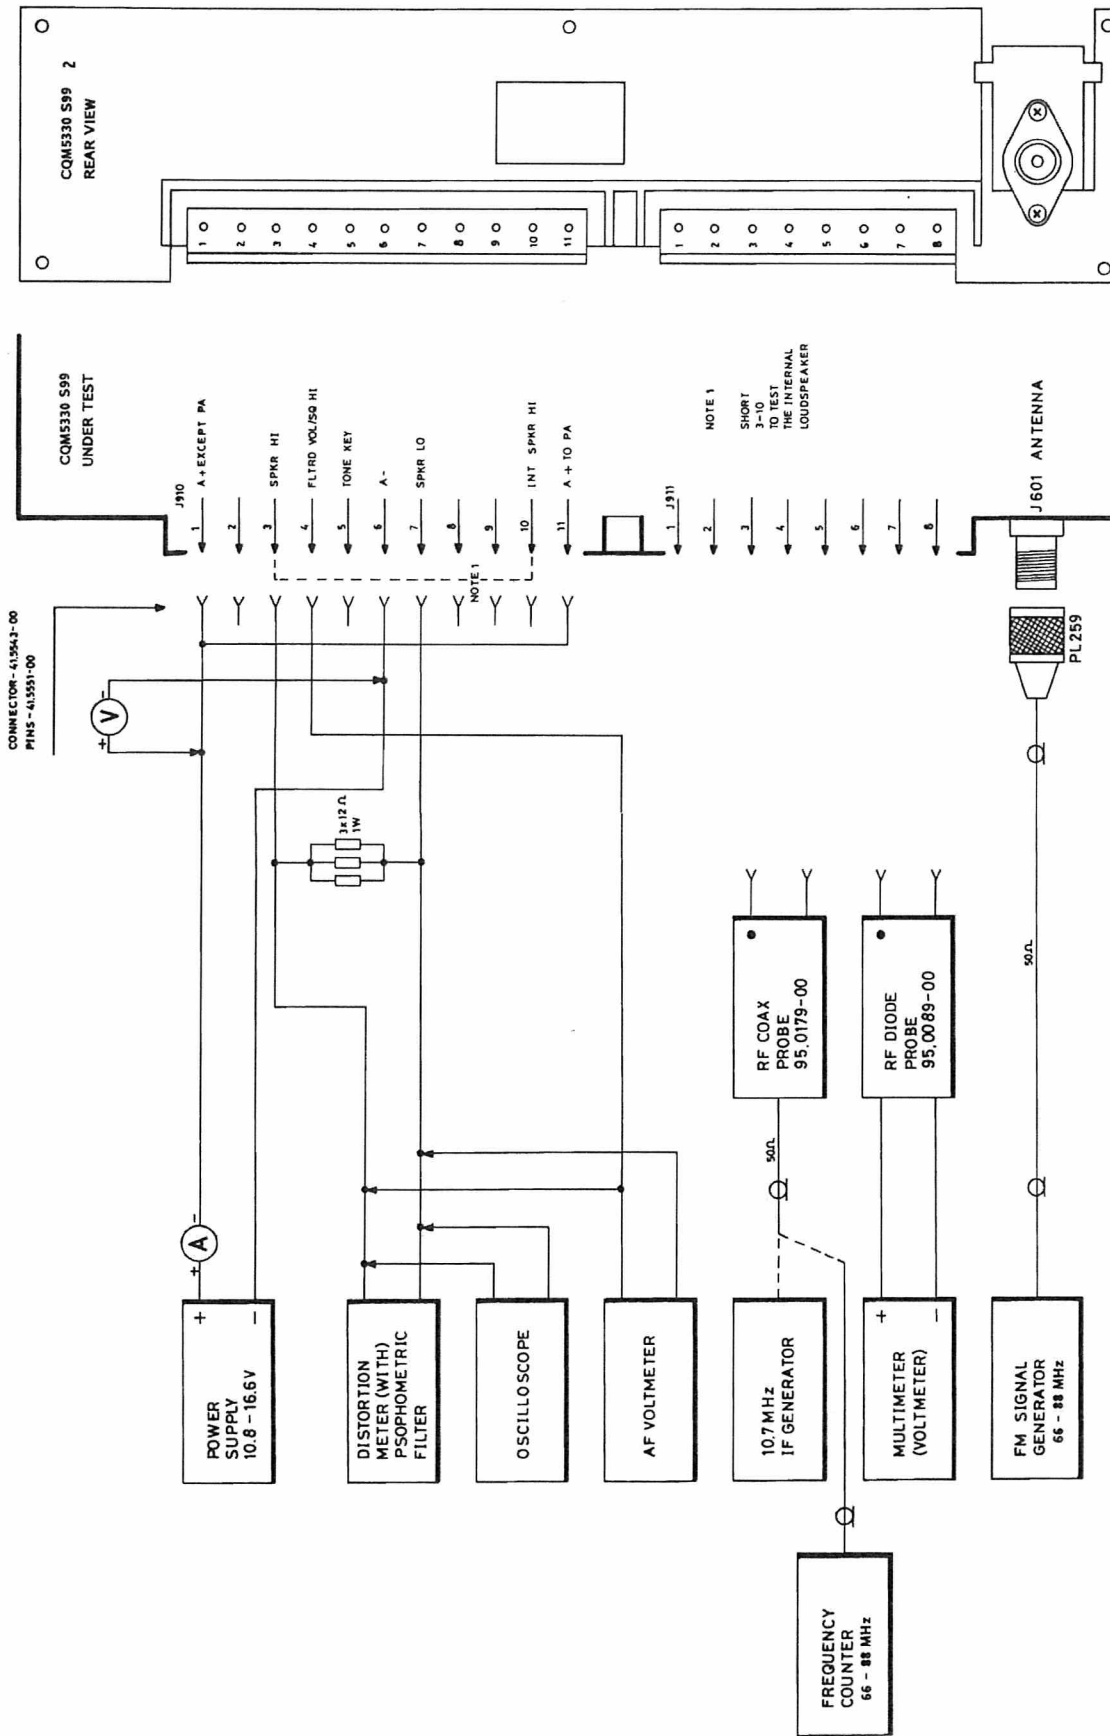 CQM5330 S99 2
REAR VIEW
1
2
3
4
5
6
7
8
9
10
11
1
2
3
4
5
6
7
8
CQM5330 S99
UNDER TEST
J910
1 A+EXCEPT PA
2
3 SPKR HI
4 FLTRD VOL/SQ HI
5 TONE KEY
6 A-
7 SPKR LO
8
9
10 INT SPKR HI
11 A+ TO PA
NOTE 1
SHORT
3-10
TO TEST
THE INTERNAL
LOUDSPEAKER
J911
1
2
3
4
5
6
7
8
J601 ANTENNA
NOTE 1
PL259
CONNECTOR-41.5543-00
PINS-41.5551-00
+ V -
3x12Ω
1W
RF COAX
PROBE
95.0179-00
RF DIODE
PROBE
95.0089-00
50Ω
50Ω
+ A -
POWER
SUPPLY
10.8-16.6V
+
-
DISTORTION
METER (WITH)
PSOPHOMETRIC
FILTER
OSCILLOSCOPE
AF VOLTMETER
10.7MHz
IF GENERATOR
MULTIMETER
(VOLTMETER)
+
-
FM SIGNAL
GENERATOR
66 - 88 MHz
FREQUENCY
COUNTER
66 - 88 MHz